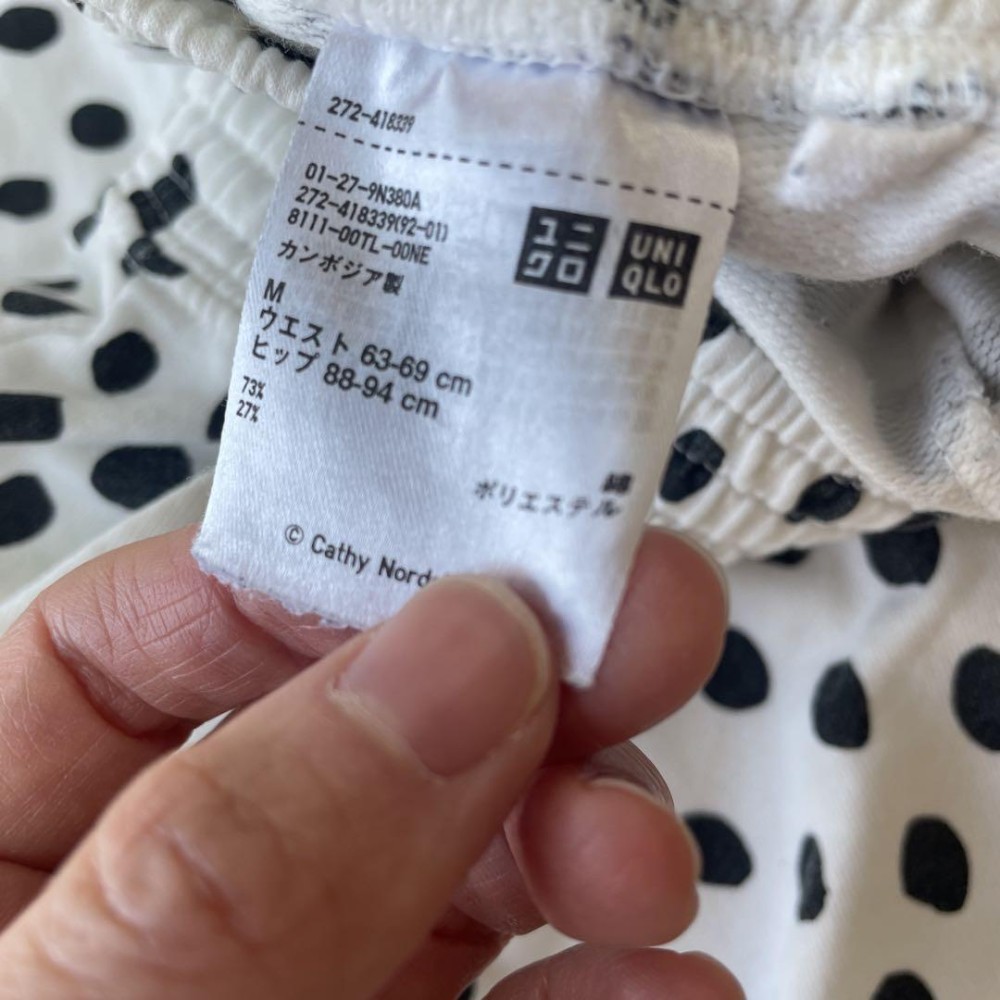 272-418339
01-27-9N380A
272-418339(92-01)
8111-00TL-00NE
カンボジア製
ユニ
クロ
UNI
QLO
M
ウエスト 63-69 cm
ヒップ 88-94 cm
73%
27%
綿
ポリエステル
© Cathy